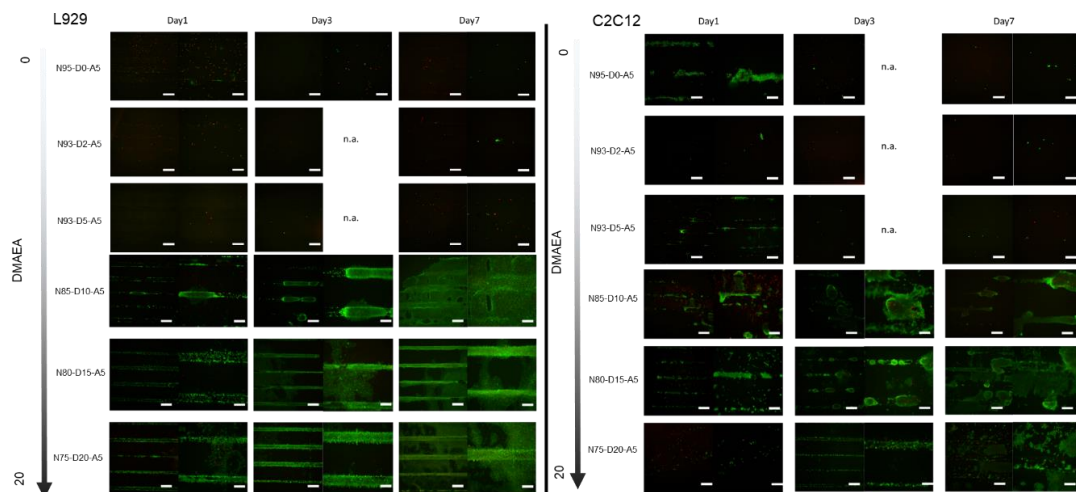 L929
Day1 Day3 Day7
0
N95-D0-A5
N93-D2-A5
n.a.
N93-D5-A5
n.a.
DMAEA
N85-D10-A5
N80-D15-A5
N75-D20-A5
20
C2C12
Day1 Day3 Day7
0
N95-D0-A5
n.a.
N93-D2-A5
n.a.
N93-D5-A5
n.a.
DMAEA
N85-D10-A5
N80-D15-A5
N75-D20-A5
20